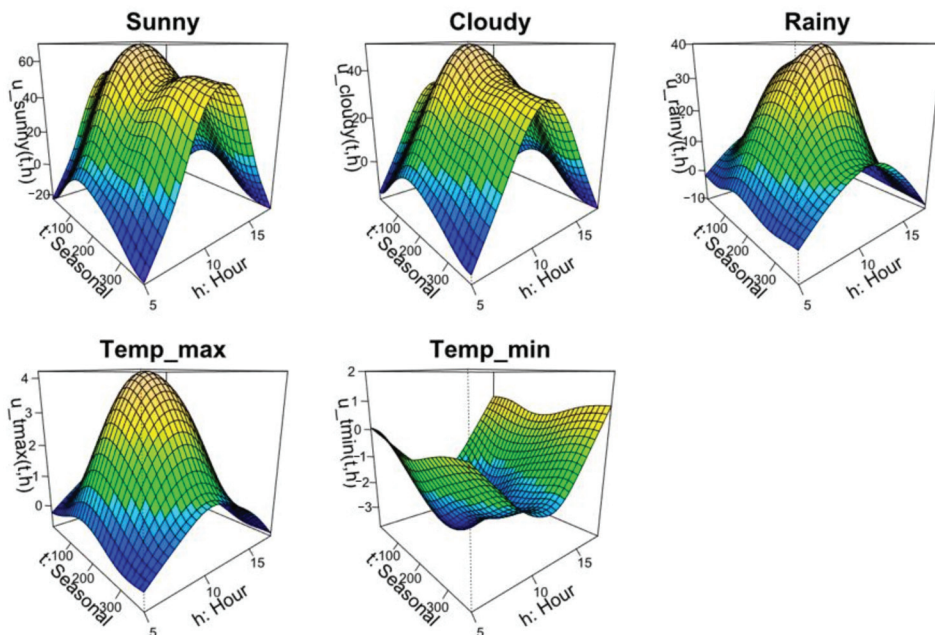 Sunny
u_sunny(t,h)
60
40
20
0
−20
100
200
300
t: Seasonal
5
10
15
h: Hour
Cloudy
u_cloudy(t,h)
40
20
0
100
200
300
t: Seasonal
5
10
15
h: Hour
Rainy
u_rainy(t,h)
40
30
20
10
0
−10
100
200
300
t: Seasonal
5
10
15
h: Hour
Temp_max
u_tmax(t,h)
4
3
2
1
0
100
200
300
t: Seasonal
5
10
15
h: Hour
Temp_min
u_tmin(t,h)
2
1
0
−1
−2
−3
100
200
300
t: Seasonal
5
10
15
h: Hour